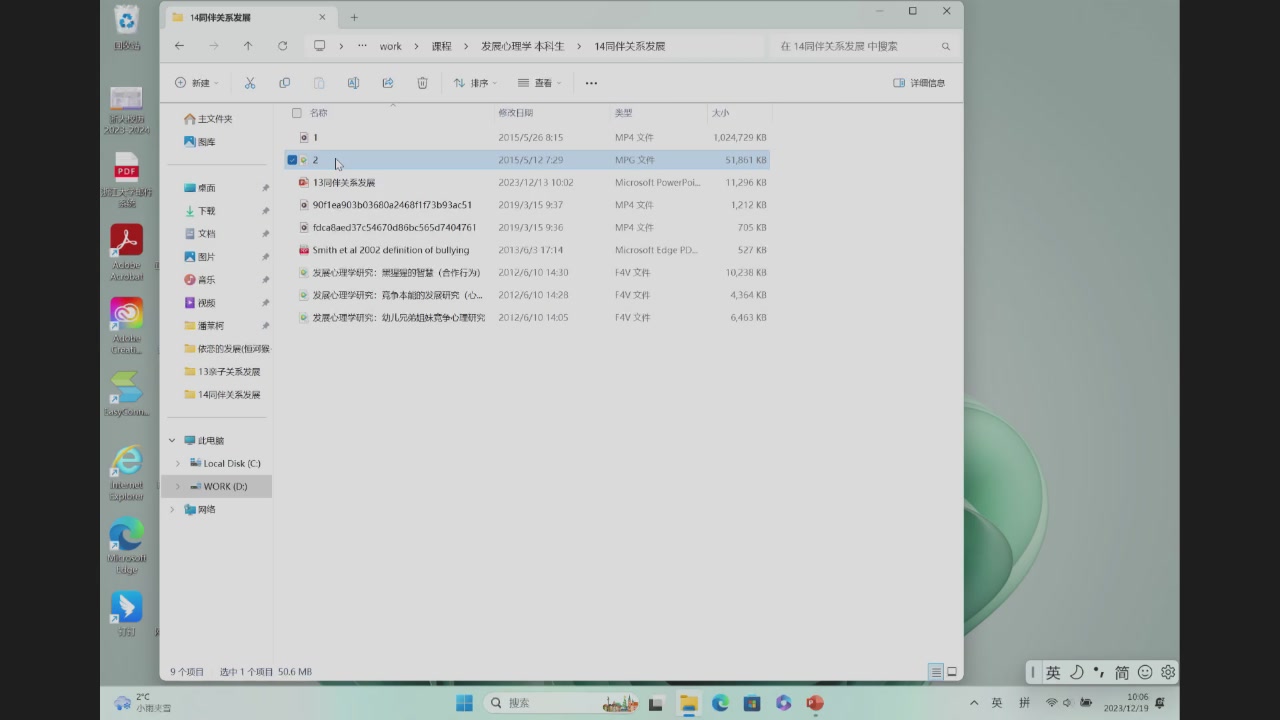 14同伴关系发展
work
课程
发展心理学 本科生
14同伴关系发展
在 14同伴关系发展 中搜索
新建
排序
查看
详细信息
名称
修改日期
类型
大小
1
2015/5/26 8:15
MP4 文件
1,024,729 KB
2
2015/5/12 7:29
MPG 文件
51,861 KB
13同伴关系发展
2023/12/13 10:02
Microsoft PowerPoi...
11,296 KB
90f1ea903b03680a2468f1f73b93ac51
2019/3/15 9:37
MP4 文件
1,212 KB
fdca8aed37c54670d86bc565d7404761
2019/3/15 9:36
MP4 文件
705 KB
Smith et al 2002 definition of bullying
2013/6/3 17:14
Microsoft Edge PD...
527 KB
发展心理学研究：黑猩猩的智慧（合作行为）
2012/6/10 14:30
F4V 文件
10,238 KB
发展心理学研究：竞争本能的发展研究（心...
2012/6/10 14:28
F4V 文件
4,364 KB
发展心理学研究：幼儿兄弟姐妹竞争心理研究
2012/6/10 14:05
F4V 文件
6,463 KB
主文件夹
图库
桌面
下载
文档
图片
音乐
视频
潘莱柯
依恋的发展(恒河猴
13亲子关系发展
14同伴关系发展
此电脑
Local Disk (C:)
WORK (D:)
网络
9 个项目
选中 1 个项目 50.6 MB
回收站
2023-2024
PDF
Adobe
Acrobat
Adobe
Creati...
EasyConn...
Internet
Explorer
Microsoft
Edge
钉钉
英
简
2°C
小雨夹雪
搜索
英
拼
10:06
2023/12/19